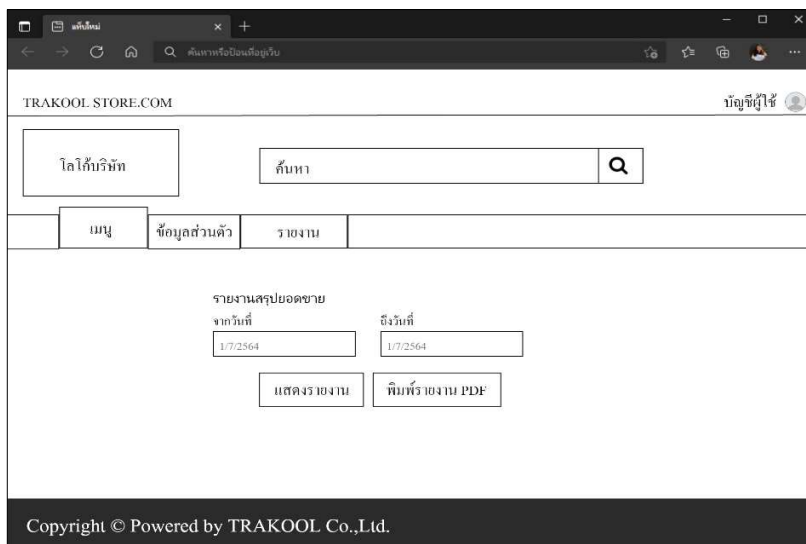 แท็บใหม่
ค้นหาหรือป้อนที่อยู่เว็บ
TRAKOOL STORE.COM
บัญชีผู้ใช้
โลโก้บริษัท
ค้นหา
เมนู
ข้อมูลส่วนตัว
รายงาน
รายงานสรุปยอดขาย
จากวันที่
ถึงวันที่
1/7/2564
1/7/2564
แสดงรายงาน
พิมพ์รายงาน PDF
Copyright © Powered by TRAKOOL Co.,Ltd.